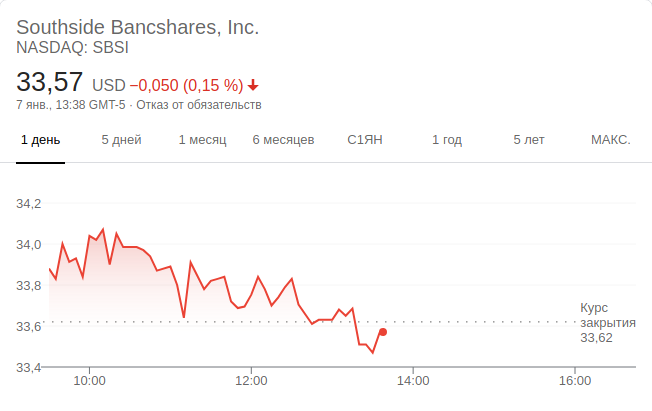 Southside Bancshares, Inc.
NASDAQ: SBSI
33,57 USD −0,050 (0,15 %)
7 янв., 13:38 GMT-5 · Отказ от обязательств
1 день 5 дней 1 месяц 6 месяцев С1ЯН 1 год 5 лет МАКС.
34,2
34,0
33,8
Курс
закрытия
33,62
33,6
33,4
10:00 12:00 14:00 16:00